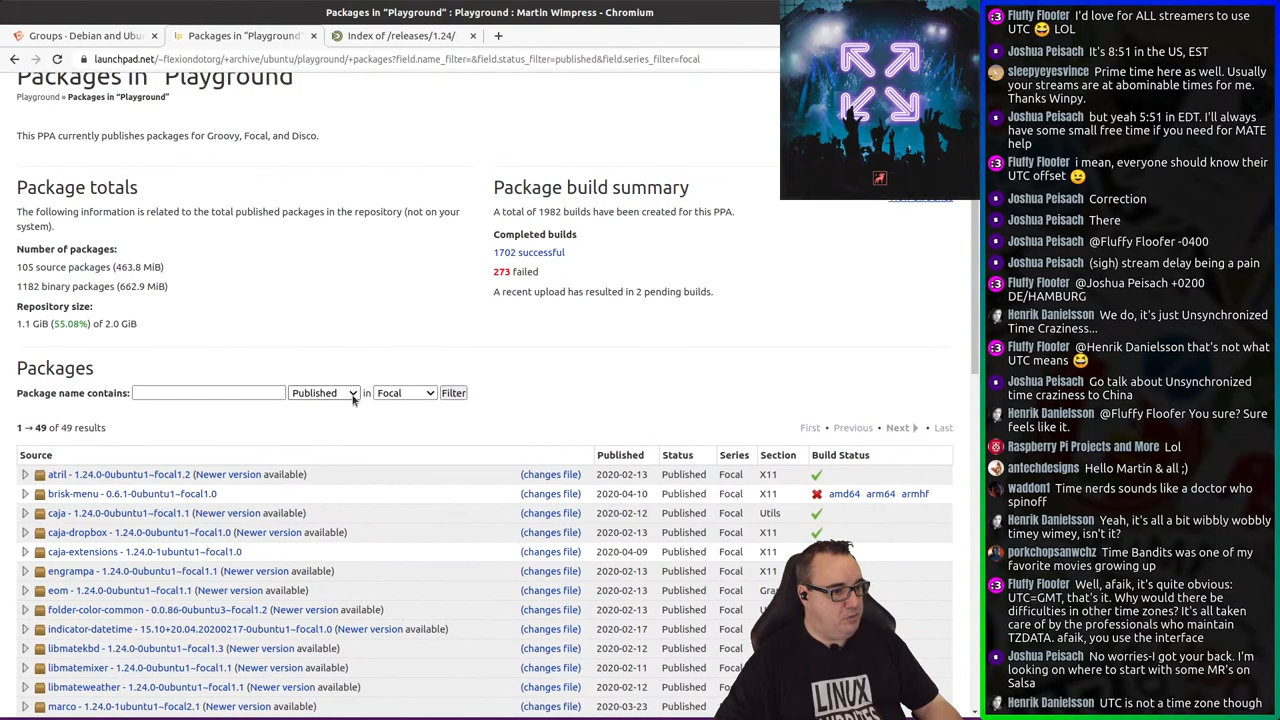 Packages in “Playground” : Playground : Martin Wimpress - Chromium
Groups · Debian and Ubu
Packages in “Playground”
Index of /releases/1.24/
launchpad.net/~flexiondotorg/+archive/ubuntu/playground/+packages?field.name_filter=&field.status_filter=published&field.series_filter=focal
Packages in “Playground”
Playground » Packages in “Playground”
This PPA currently publishes packages for Groovy, Focal, and Disco.
Package totals
The following information is related to the total published packages in the repository (not on your
system).
Number of packages:
105 source packages (463.8 MiB)
1182 binary packages (662.9 MiB)
Repository size:
1.1 GiB (55.08%) of 2.0 GiB
Package build summary
A total of 1982 builds have been created for this PPA.
Completed builds
1702 successful
273 failed
A recent upload has resulted in 2 pending builds.
Packages
Package name contains: Published in Focal Filter
1 → 49 of 49 results
First • Previous • Next • Last
Source Published Status Series Section Build Status
atril - 1.24.0-0ubuntu1~focal1.2 (Newer version available) (changes file) 2020-02-13 Published Focal X11
brisk-menu - 0.6.1-0ubuntu1~focal1.0 (changes file) 2020-04-10 Published Focal X11 amd64 arm64 armhf
caja - 1.24.0-0ubuntu1~focal1.1 (Newer version available) (changes file) 2020-02-12 Published Focal Utils
caja-dropbox - 1.24.0-0ubuntu1~focal1.0 (Newer version available) (changes file) 2020-02-13 Published Focal X11
caja-extensions - 1.24.0-1ubuntu1~focal1.0 (changes file) 2020-04-09 Published Focal X11
engrampa - 1.24.0-0ubuntu1~focal1.1 (Newer version available) (changes file) 2020-02-13 Published Focal X11
eom - 1.24.0-0ubuntu1~focal1.1 (Newer version available) (changes file) 2020-02-13 Published Focal Gra
folder-color-common - 0.0.86-0ubuntu3~focal1.2 (Newer version available) (changes file) 2020-02-13 Published Focal
indicator-datetime - 15.10+20.04.20200217-0ubuntu1~focal1.0 (Newer version available) (changes file) 2020-02-17 Published Focal
libmatekbd - 1.24.0-0ubuntu1~focal1.3 (Newer version available) (changes file) 2020-02-13 Published Focal X11
libmatemixer - 1.24.0-0ubuntu1~focal1.1 (Newer version available) (changes file) 2020-02-11 Published Focal X11
libmateweather - 1.24.0-0ubuntu1~focal1.1 (Newer version available) (changes file) 2020-02-12 Published Focal X11
marco - 1.24.0-1ubuntu1~focal2.1 (Newer version available) (changes file) 2020-03-23 Published Focal X11
LINUX
Fluffy Floofer I'd love for ALL streamers to use
UTC 😆 LOL
Joshua Peisach It's 8:51 in the US, EST
sleepyeyesvince Prime time here as well. Usually
your streams are at abominable times for me.
Thanks Winpy.
Joshua Peisach but yeah 5:51 in EDT. I'll always
have some small free time if you need for MATE
help
Fluffy Floofer i mean, everyone should know their
UTC offset 😉
Joshua Peisach Correction
Joshua Peisach There
Joshua Peisach @Fluffy Floofer -0400
Joshua Peisach (sigh) stream delay being a pain
Fluffy Floofer @Joshua Peisach +0200
DE/HAMBURG
Henrik Danielsson We do, it's just Unsynchronized
Time Craziness...
Fluffy Floofer @Henrik Danielsson that's not what
UTC means 😆
Joshua Peisach Go talk about Unsynchronized
time craziness to China
Henrik Danielsson @Fluffy Floofer You sure? Sure
feels like it.
Raspberry Pi Projects and More Lol
antechdesigns Hello Martin & all ;)
waddon1 Time nerds sounds like a doctor who
spinoff
Henrik Danielsson Yeah, it's all a bit wibbly wobbly
timey wimey, isn't it?
porkchopsanwchz Time Bandits was one of my
favorite movies growing up
Fluffy Floofer Well, afaik, it's quite obvious:
UTC=GMT, that's it. Why would there be
difficulties in other time zones? It's all taken
care of by the professionals who maintain
TZDATA. afaik, you use the interface
Joshua Peisach No worries-I got your back. I'm
looking on where to start with some MR's on
Salsa
Henrik Danielsson UTC is not a time zone though